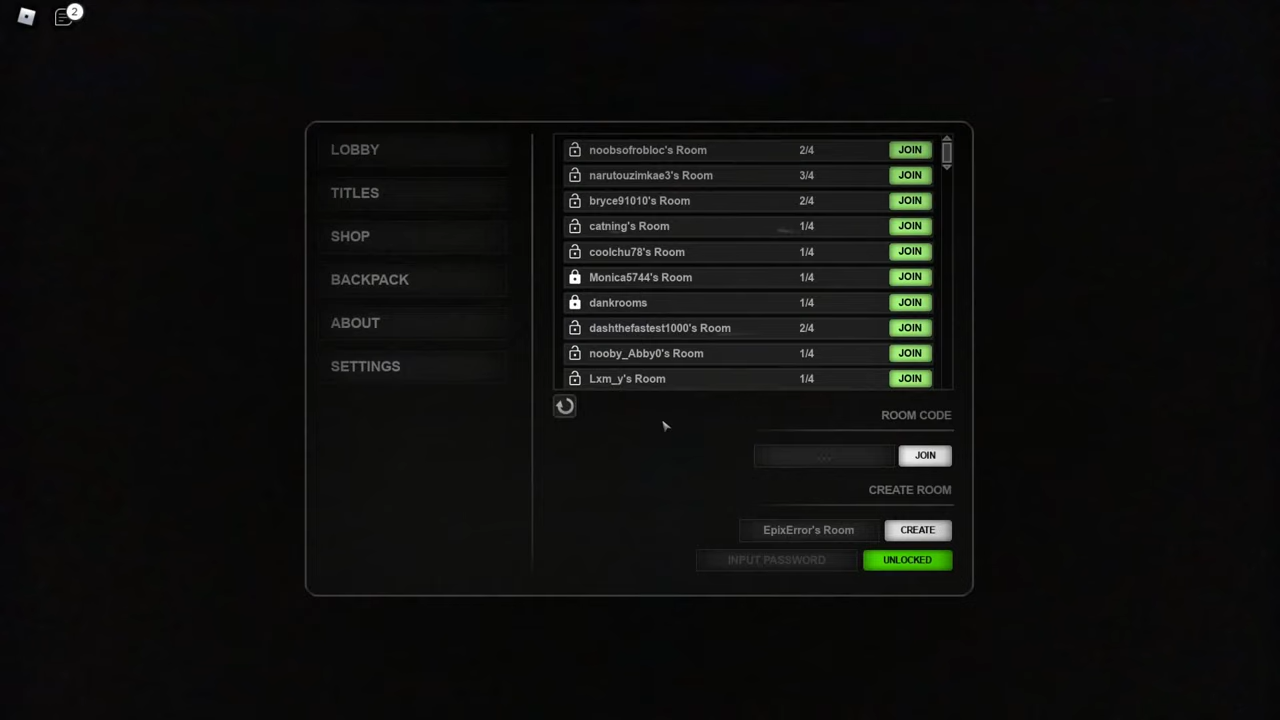 2
LOBBY
TITLES
SHOP
BACKPACK
ABOUT
SETTINGS
noobsofrobloc's Room 2/4 JOIN
narutouzimkae3's Room 3/4 JOIN
bryce91010's Room 2/4 JOIN
catning's Room 1/4 JOIN
coolchu78's Room 1/4 JOIN
Monica5744's Room 1/4 JOIN
dankrooms 1/4 JOIN
dashthefastest1000's Room 2/4 JOIN
nooby_Abby0's Room 1/4 JOIN
Lxm_y's Room 1/4 JOIN
ROOM CODE
... JOIN
CREATE ROOM
EpixError's Room CREATE
INPUT PASSWORD UNLOCKED